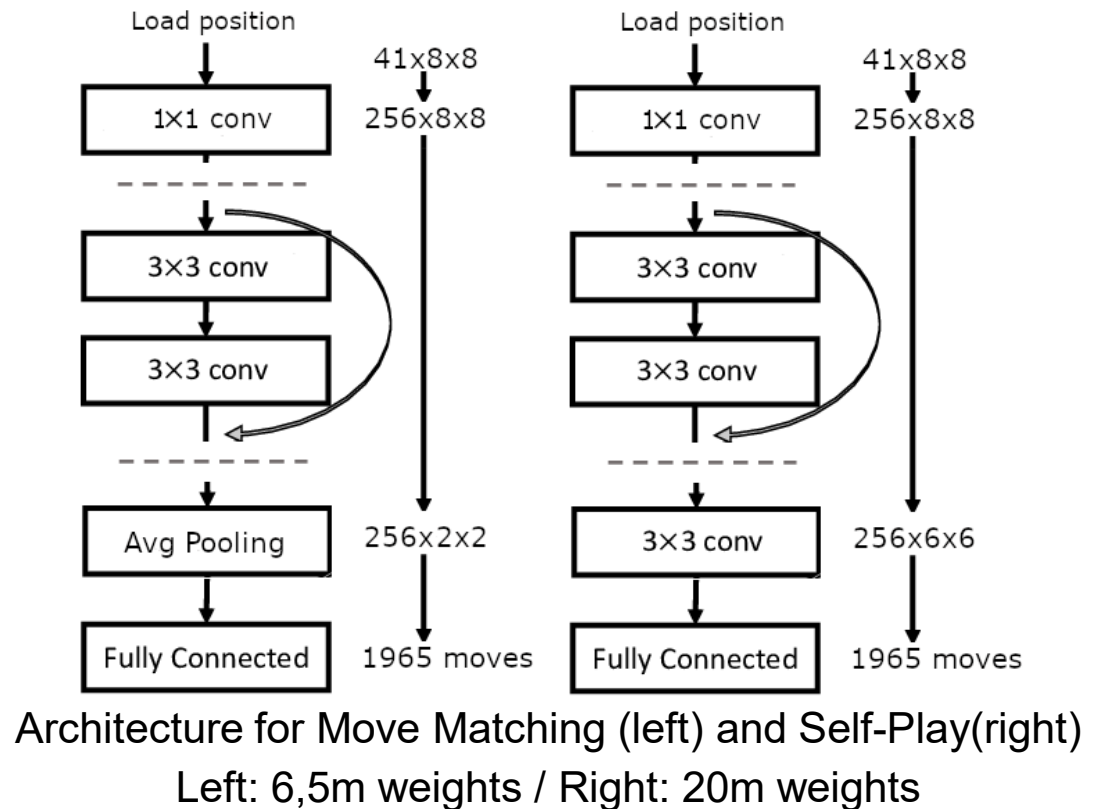 Load position
41x8x8
1×1 conv
256x8x8
3×3 conv
3×3 conv
Avg Pooling
256x2x2
Fully Connected
1965 moves
Load position
41x8x8
1×1 conv
256x8x8
3×3 conv
3×3 conv
3×3 conv
256x6x6
Fully Connected
1965 moves
Architecture for Move Matching (left) and Self-Play(right)
Left: 6,5m weights / Right: 20m weights